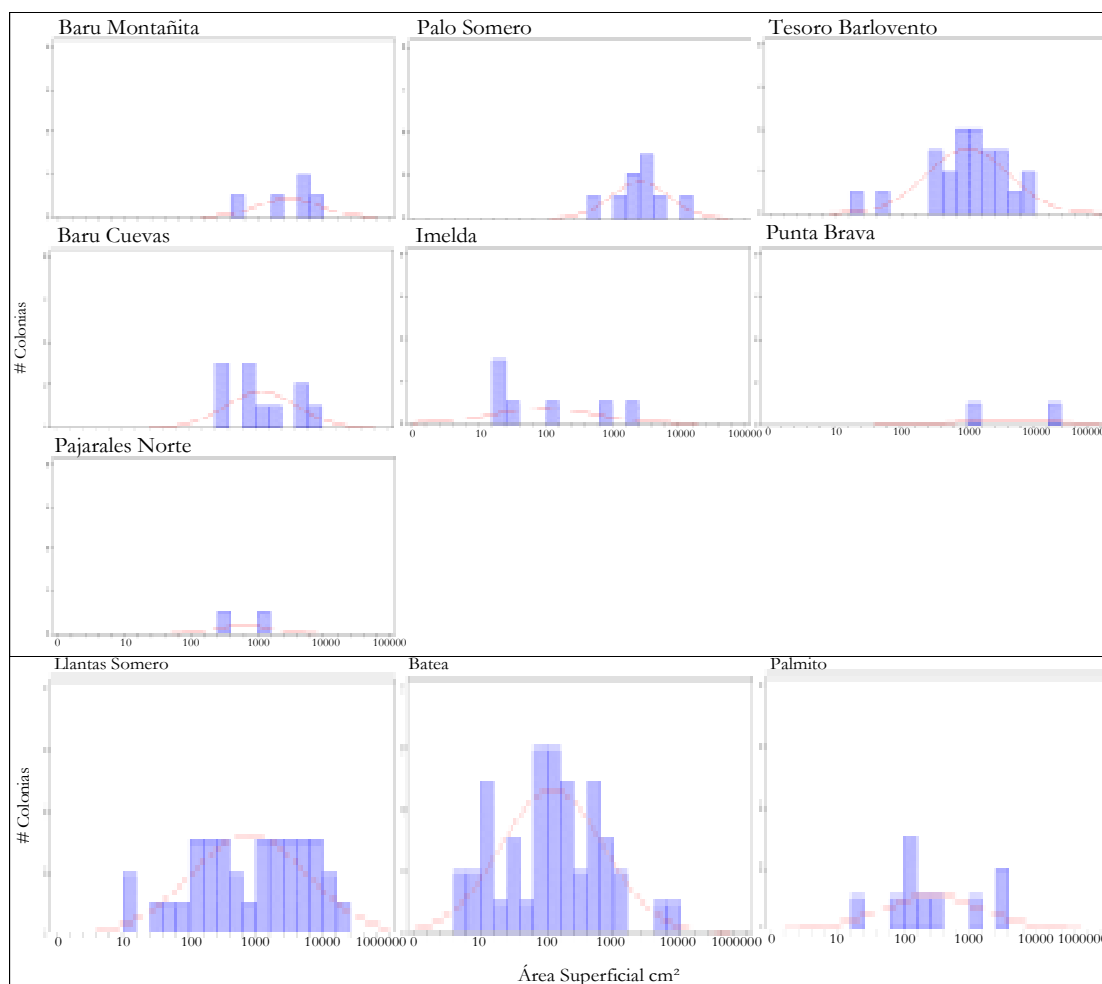 Baru Montañita
Palo Somero
Tesoro Barlovento
Baru Cuevas
Imelda
Punta Brava
# Colonias
0 10 100 1000 10000 100000
0 10 100 1000 10000 100000
Pajarales Norte
0 10 100 1000 10000 100000
Llantas Somero
Batea
Palmito
# Colonias
0 10 100 1000 10000 1000000
0 10 100 1000 10000 1000000
0 10 100 1000 10000 1000000
Área Superficial cm²